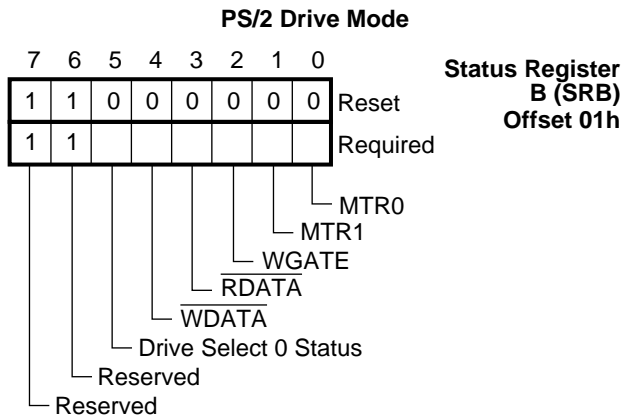 PS/2 Drive Mode
7 6 5 4 3 2 1 0
Status Register
B (SRB)
Offset 01h
1 1 0 0 0 0 0 0 Reset
1 1 Required
MTR0
MTR1
WGATE
RDATA
WDATA
Drive Select 0 Status
Reserved
Reserved